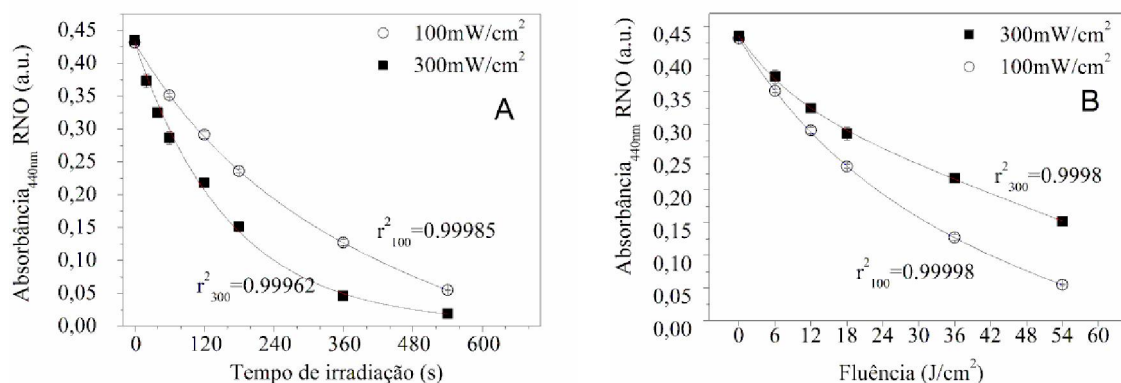 0,45
0,40
0,35
0,30
0,25
0,20
0,15
0,10
0,05
0,00
Absorbância440nm RNO (a.u.)
100mW/cm²
300mW/cm²
A
r²100=0.99985
r²300=0.99962
0 120 240 360 480 600
Tempo de irradiação (s)
0,45
0,40
0,35
0,30
0,25
0,20
0,15
0,10
0,05
0,00
Absorbância440nm RNO (a.u.)
300mW/cm²
100mW/cm²
B
r²300=0.9998
r²100=0.99998
0 6 12 18 24 30 36 42 48 54 60
Fluência (J/cm²)